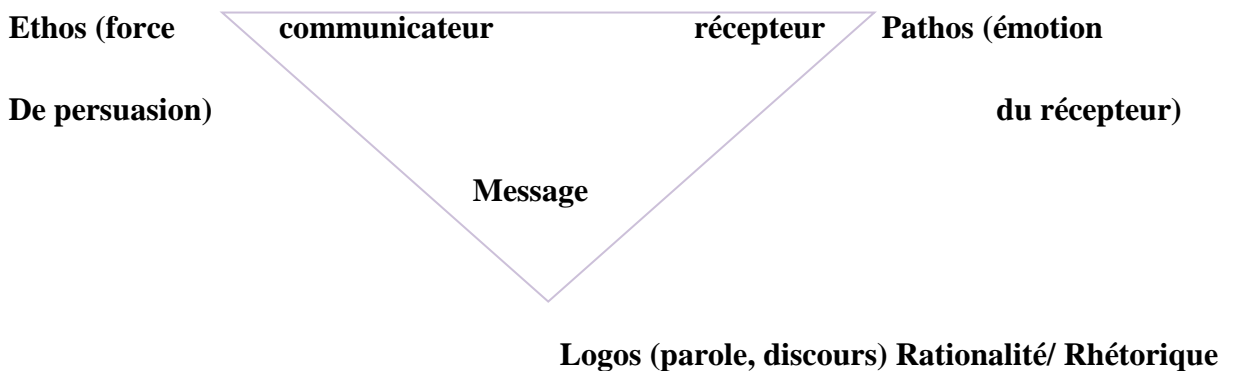 Ethos (force communicateur récepteur Pathos (émotion
De persuasion) du récepteur)
Message
Logos (parole, discours) Rationalité/ Rhétorique